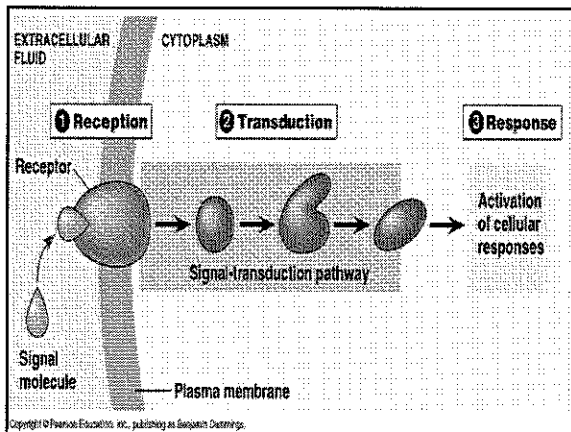 EXTRACELLULAR
FLUID
CYTOPLASM
1 Reception
2 Transduction
3 Response
Receptor
Activation
of cellular
responses
Signal-transduction pathway
Signal
molecule
Plasma membrane
Copyright © Pearson Education, Inc., publishing as Benjamin Cummings.